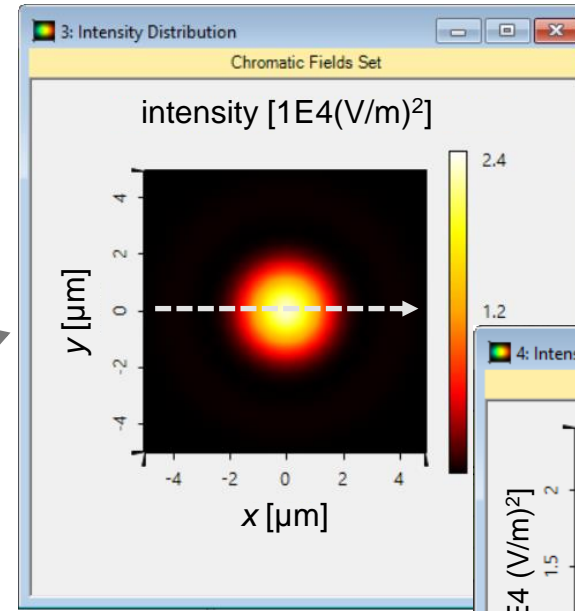 3: Intensity Distribution
Chromatic Fields Set
intensity [1E4(V/m)²]
2.4
1.2
4
2
0
-2
-4
y [µm]
-4 -2 0 2 4
x [µm]
4: Intens
2
1.5
E4 (V/m)²]